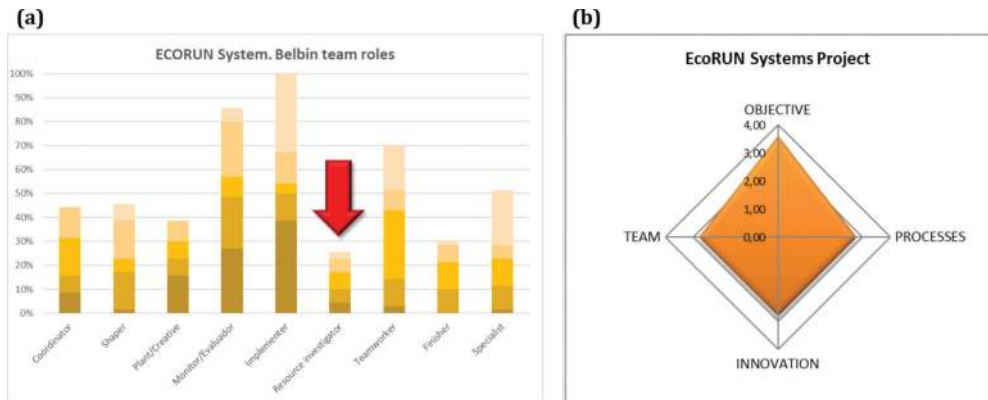 (a)
ECORUN System. Belbin team roles
100%
90%
80%
70%
60%
50%
40%
30%
20%
10%
0%
Coordinator
Shaper
Plant/Creative
Monitor/Evaluador
Implementer
Resource investigator
Teamworker
Finisher
Specialist
(b)
EcoRUN Systems Project
OBJECTIVE
4,00
3,00
2,00
1,00
0,00
TEAM
PROCESSES
INNOVATION